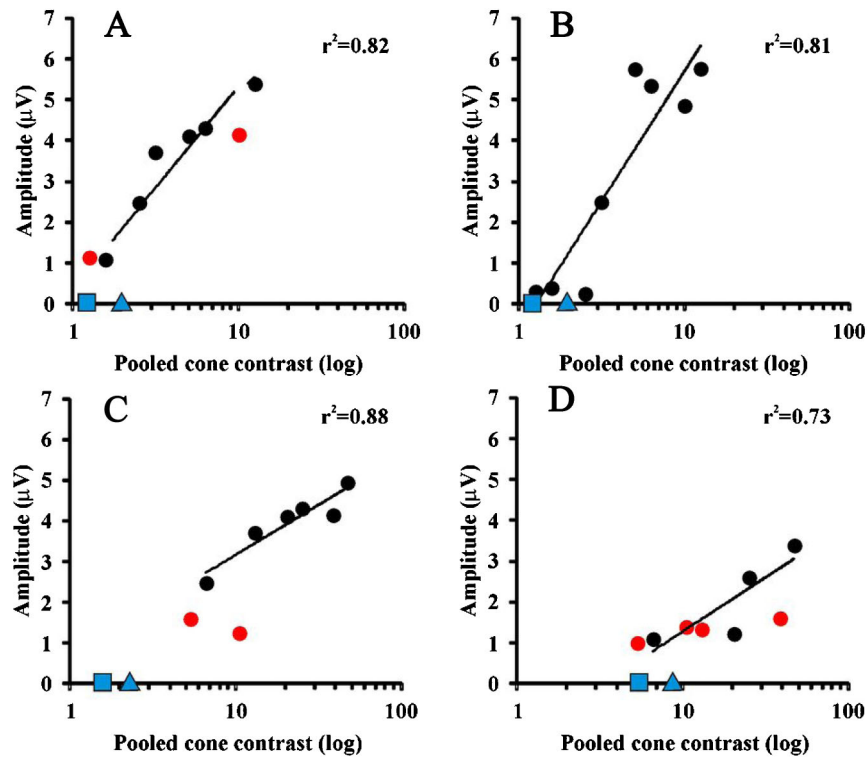 A
r²=0.82
7
6
5
4
3
2
1
0
Amplitude (µV)
1
10
100
Pooled cone contrast (log)
B
r²=0.81
7
6
5
4
3
2
1
0
Amplitude (µV)
1
10
100
Pooled cone contrast (log)
C
r²=0.88
7
6
5
4
3
2
1
0
Amplitude (µV)
1
10
100
Pooled cone contrast (log)
D
r²=0.73
7
6
5
4
3
2
1
0
Amplitude (µV)
1
10
100
Pooled cone contrast (log)